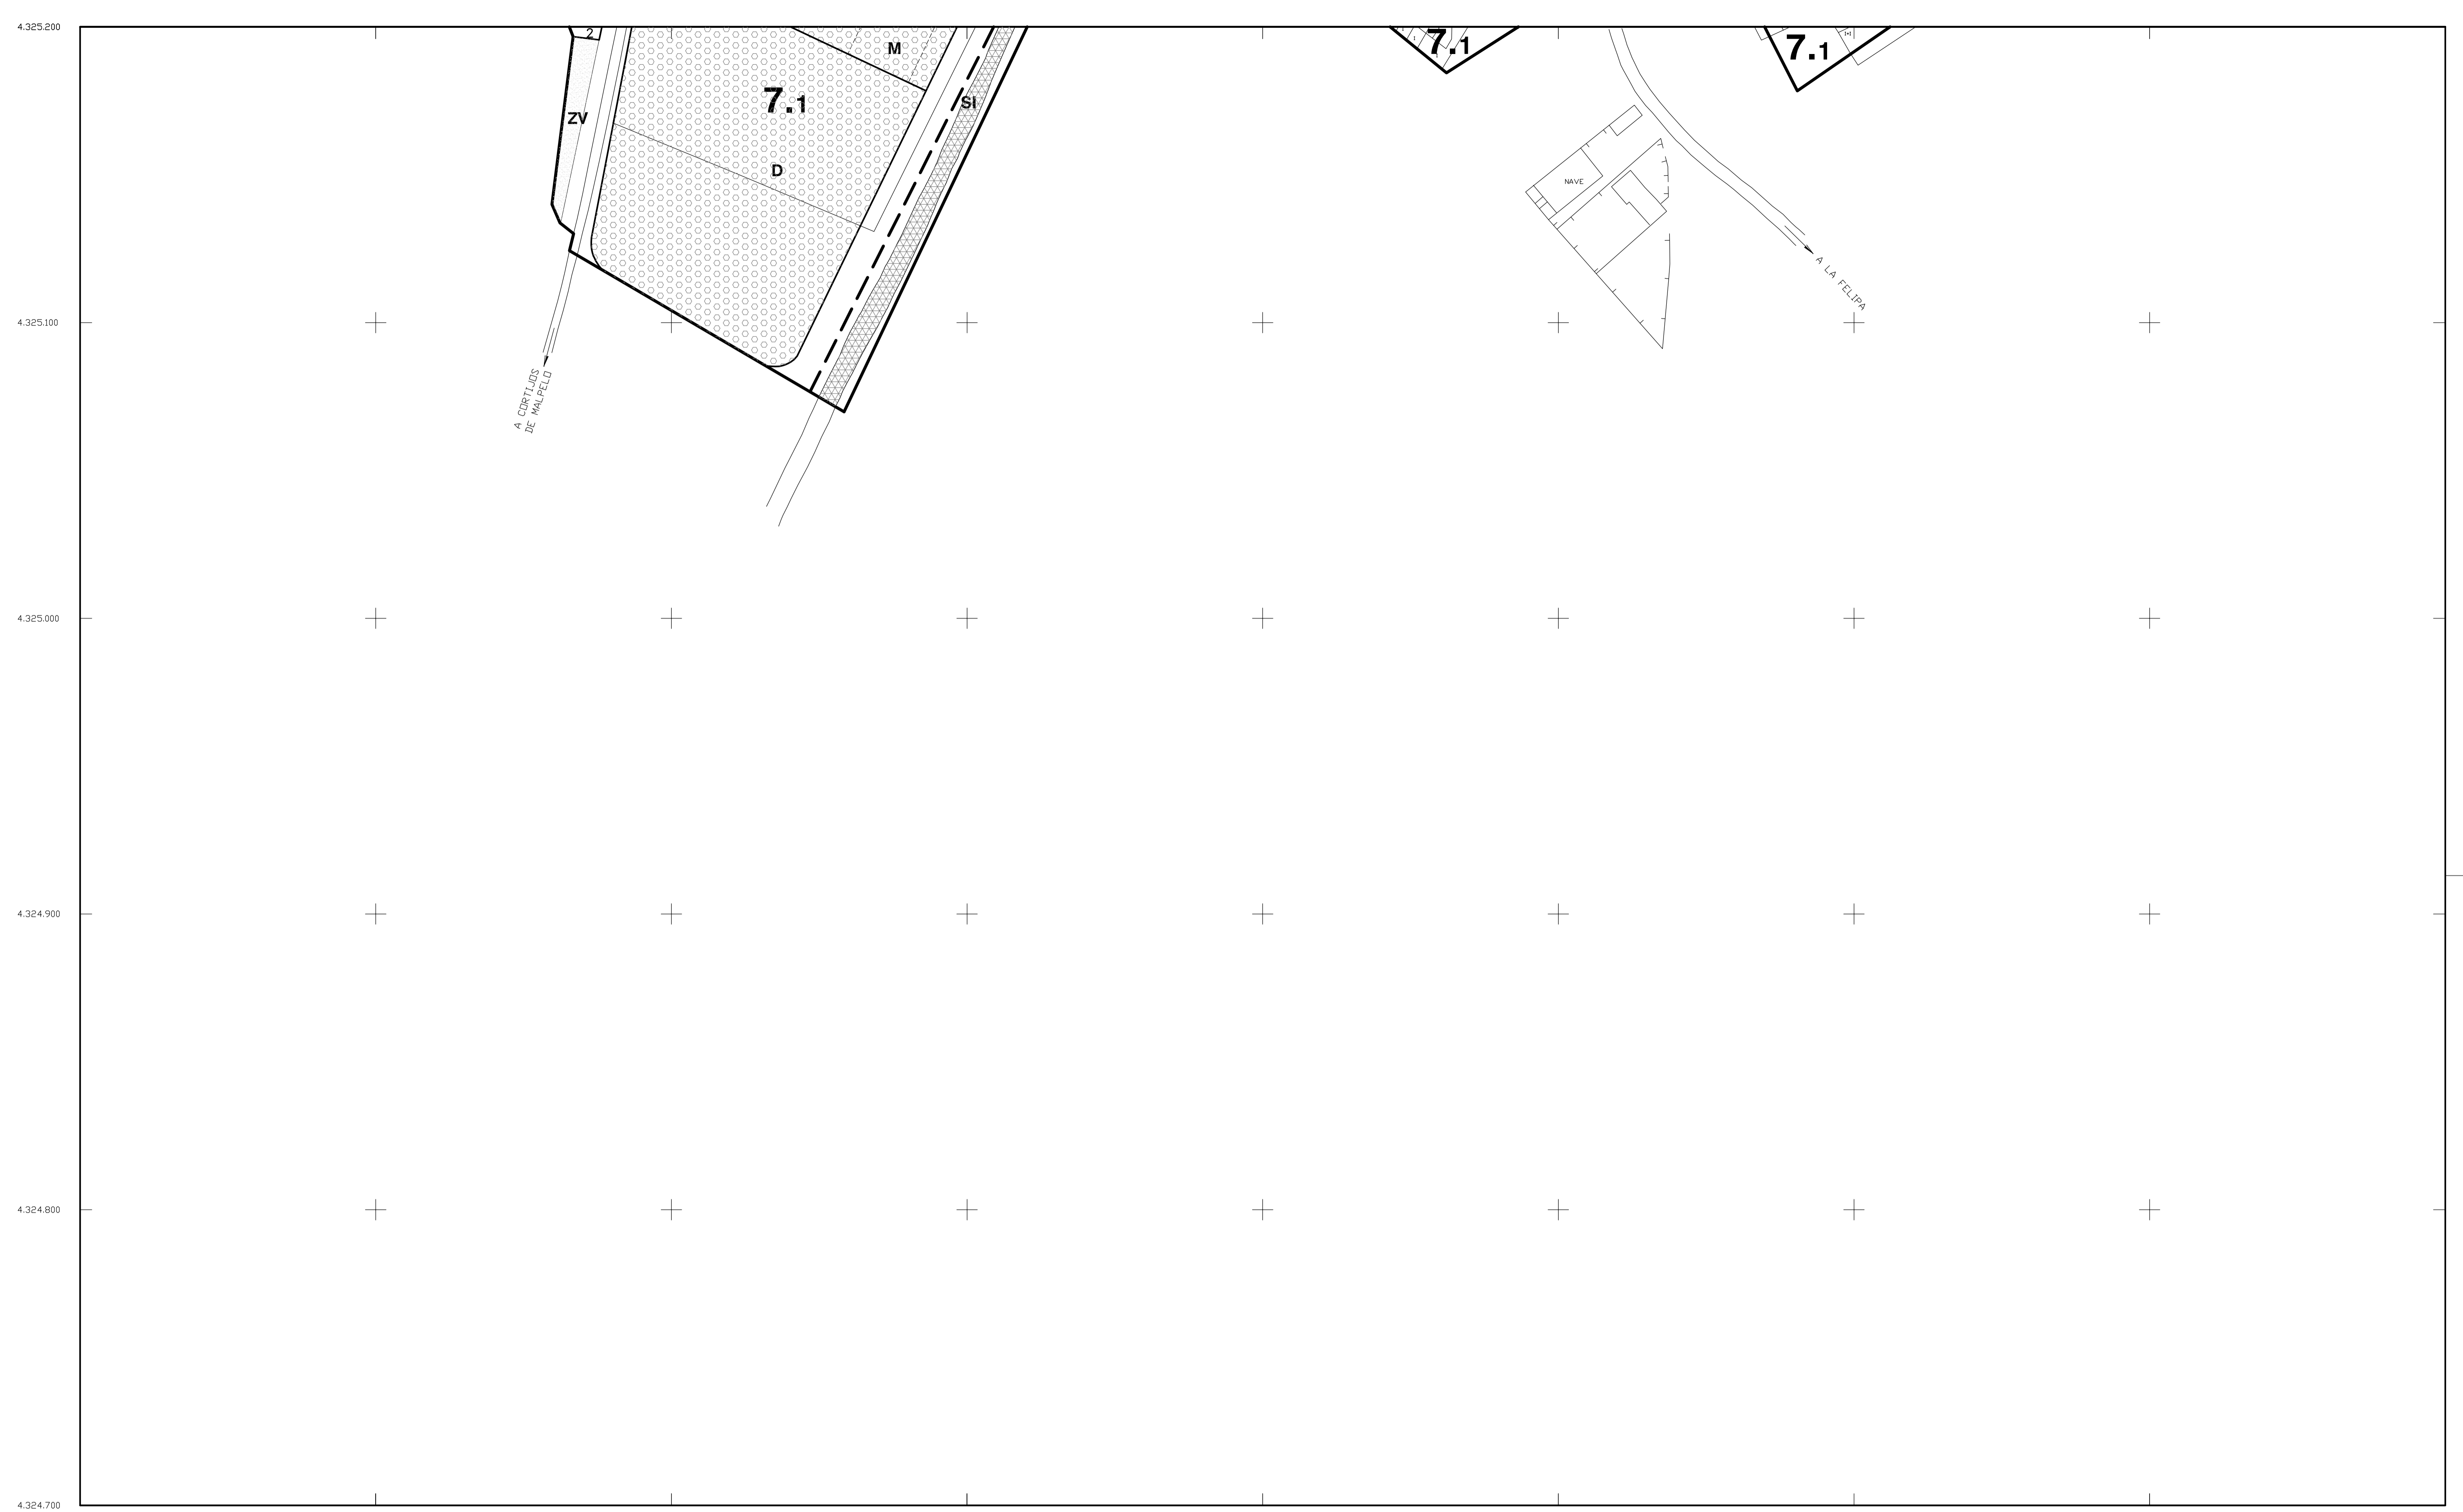 4.325.200
2
M
7.1
7.1
7.1
SI
ZV
D
NAVE
A LA FELIPA
4.325.100
A CORTIJOS
DE MALPELO
4.325.000
4.324.900
4.324.800
4.324.700